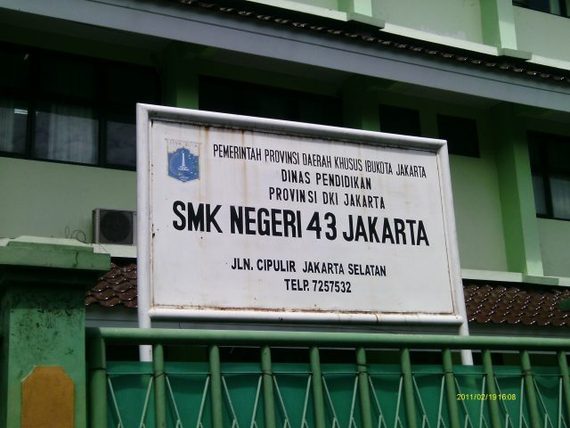 PEMERINTAH PROVINSI DAERAH KHUSUS IBUKOTA JAKARTA
DINAS PENDIDIKAN
PROVINSI DKI JAKARTA
SMK NEGERI 43 JAKARTA
JLN. CIPULIR JAKARTA SELATAN
TELP. 7257532
2011/02/19 16:08